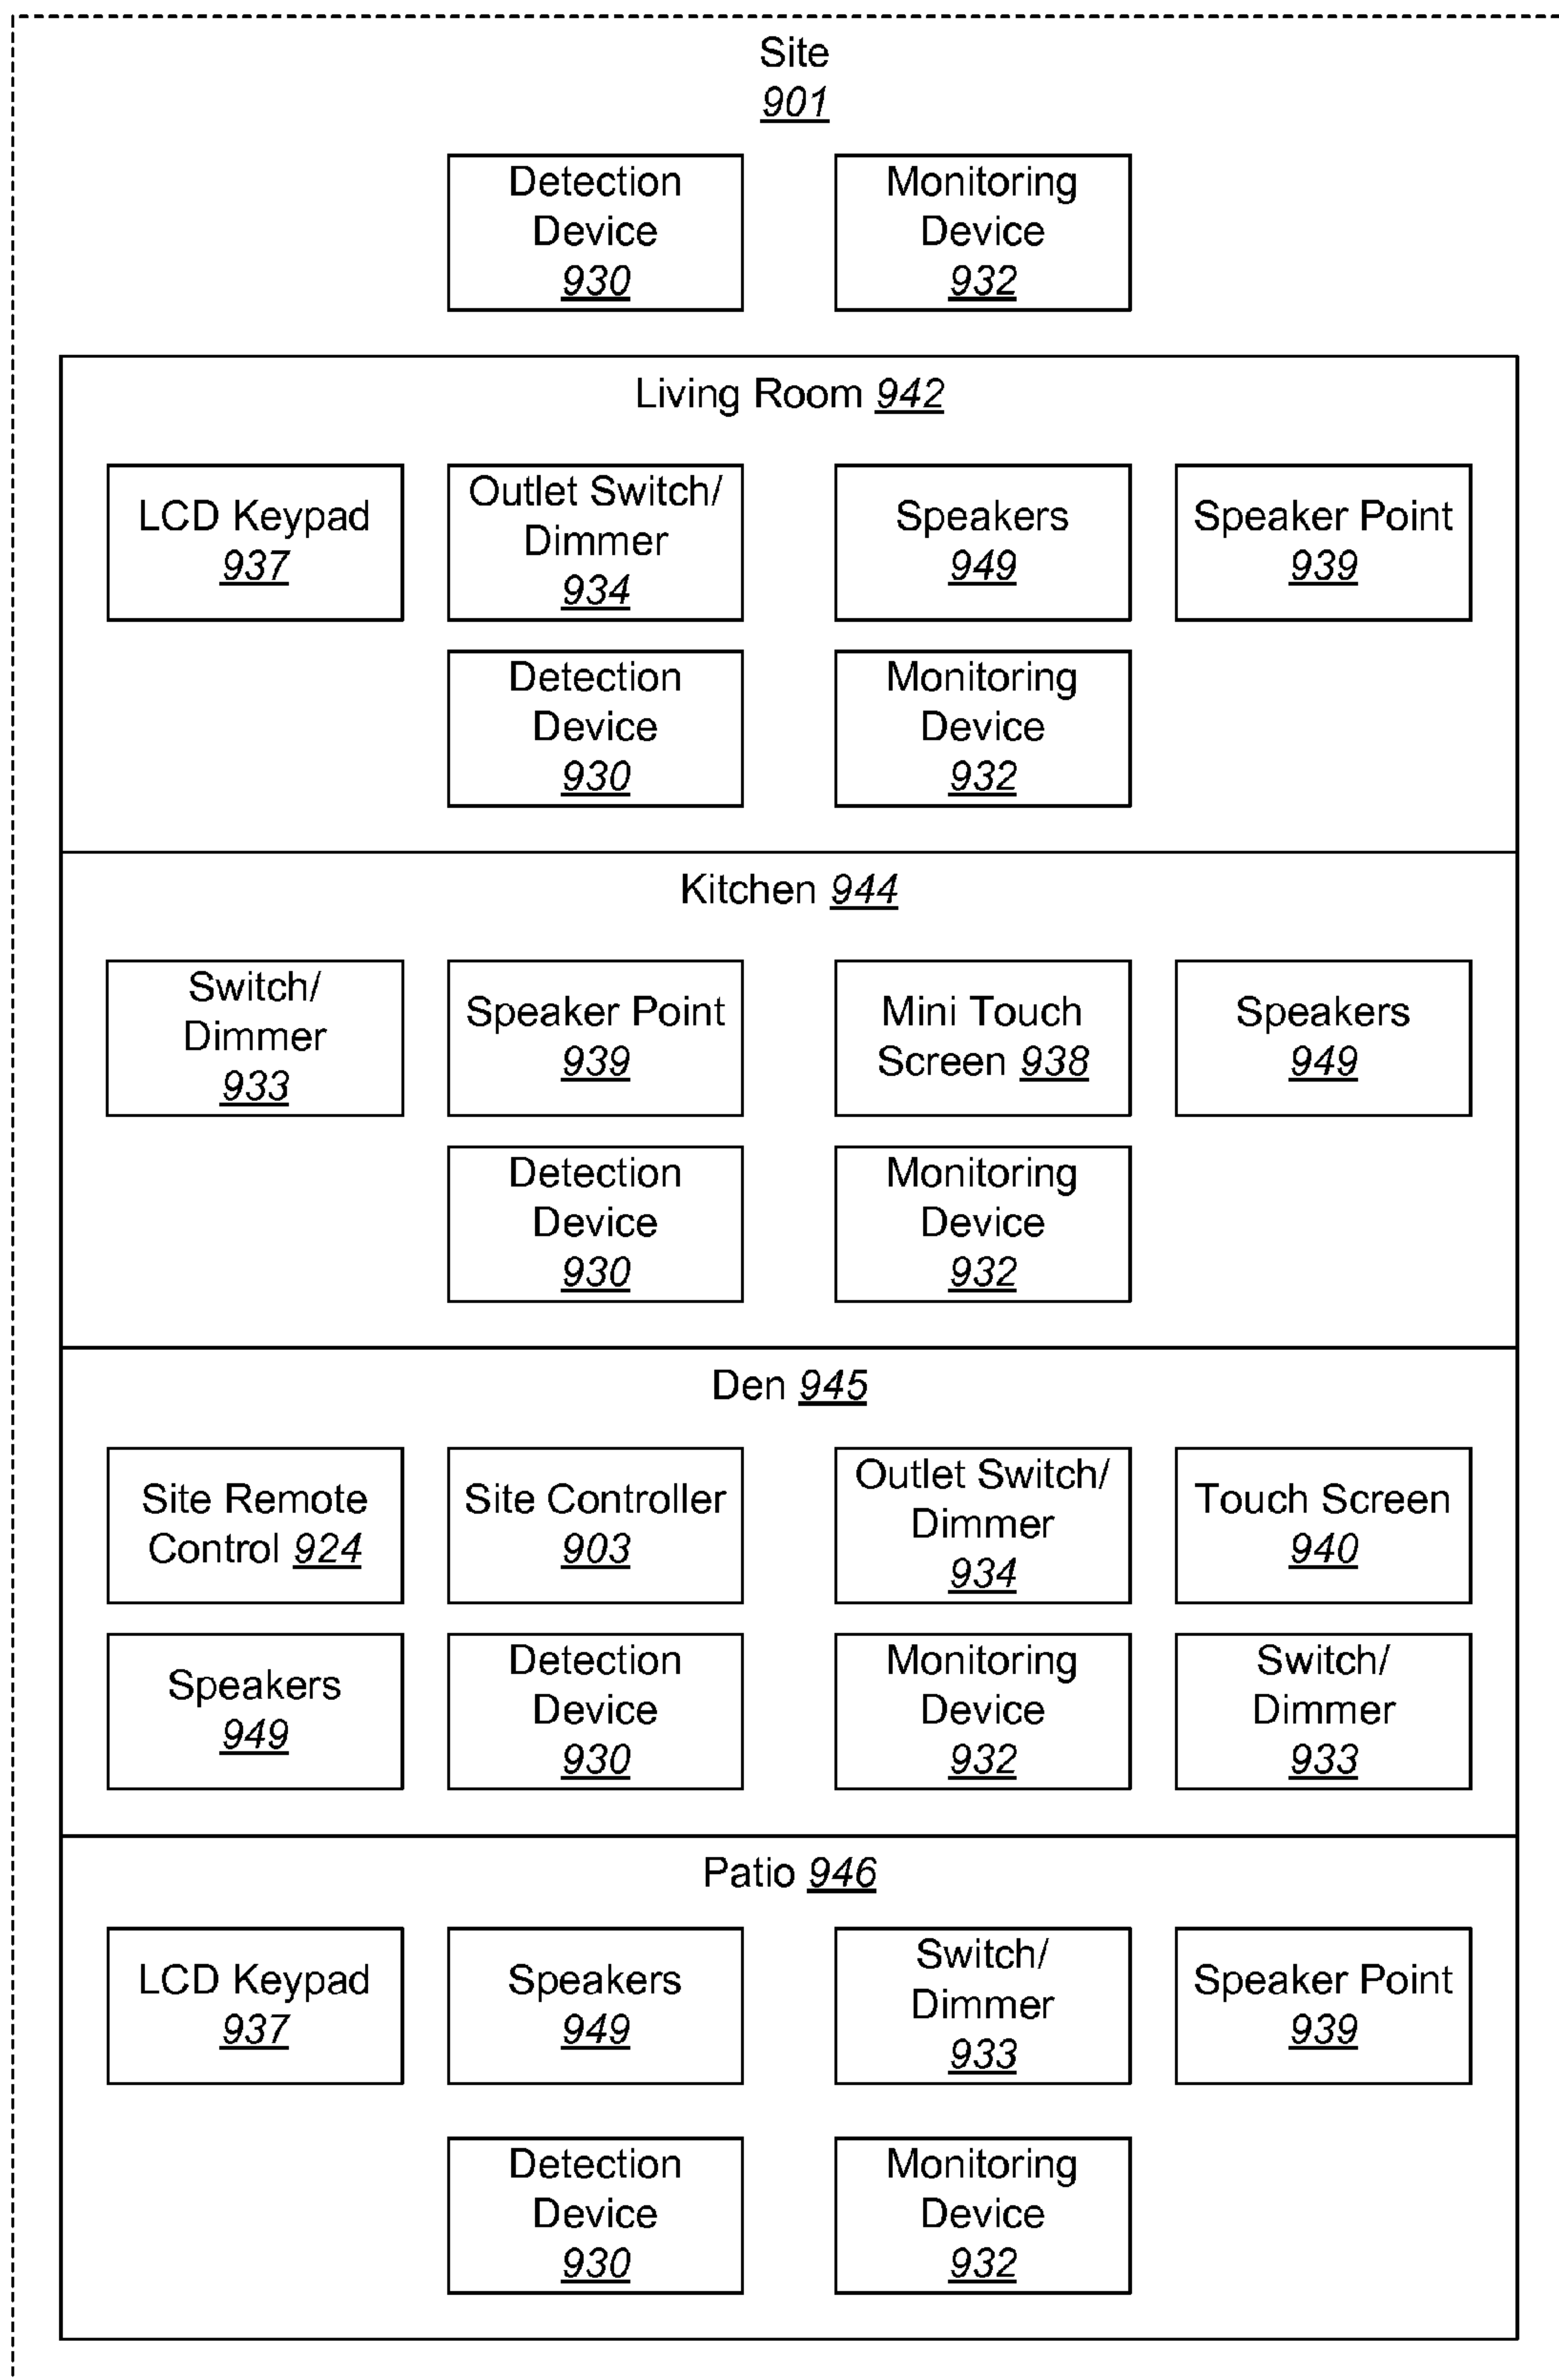 Site
901
Detection
Device
930
Monitoring
Device
932
Living Room 942
LCD Keypad
937
Outlet Switch/
Dimmer
934
Speakers
949
Speaker Point
939
Detection
Device
930
Monitoring
Device
932
Kitchen 944
Switch/
Dimmer
933
Speaker Point
939
Mini Touch
Screen 938
Speakers
949
Detection
Device
930
Monitoring
Device
932
Den 945
Site Remote
Control 924
Site Controller
903
Outlet Switch/
Dimmer
934
Touch Screen
940
Speakers
949
Detection
Device
930
Monitoring
Device
932
Switch/
Dimmer
933
Patio 946
LCD Keypad
937
Speakers
949
Switch/
Dimmer
933
Speaker Point
939
Detection
Device
930
Monitoring
Device
932